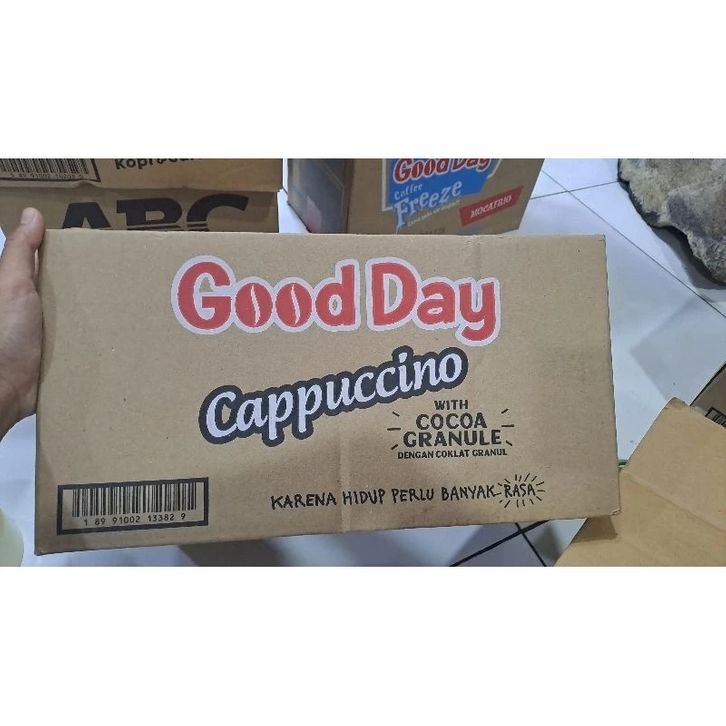 ABC
Good Day
Coffee
Freeze
MOCAFRIO
Good Day
Cappuccino
WITH
COCOA
GRANULE
DENGAN COKLAT GRANUL
KARENA HIDUP PERLU BANYAK RASA
1 89 91002 13382 9